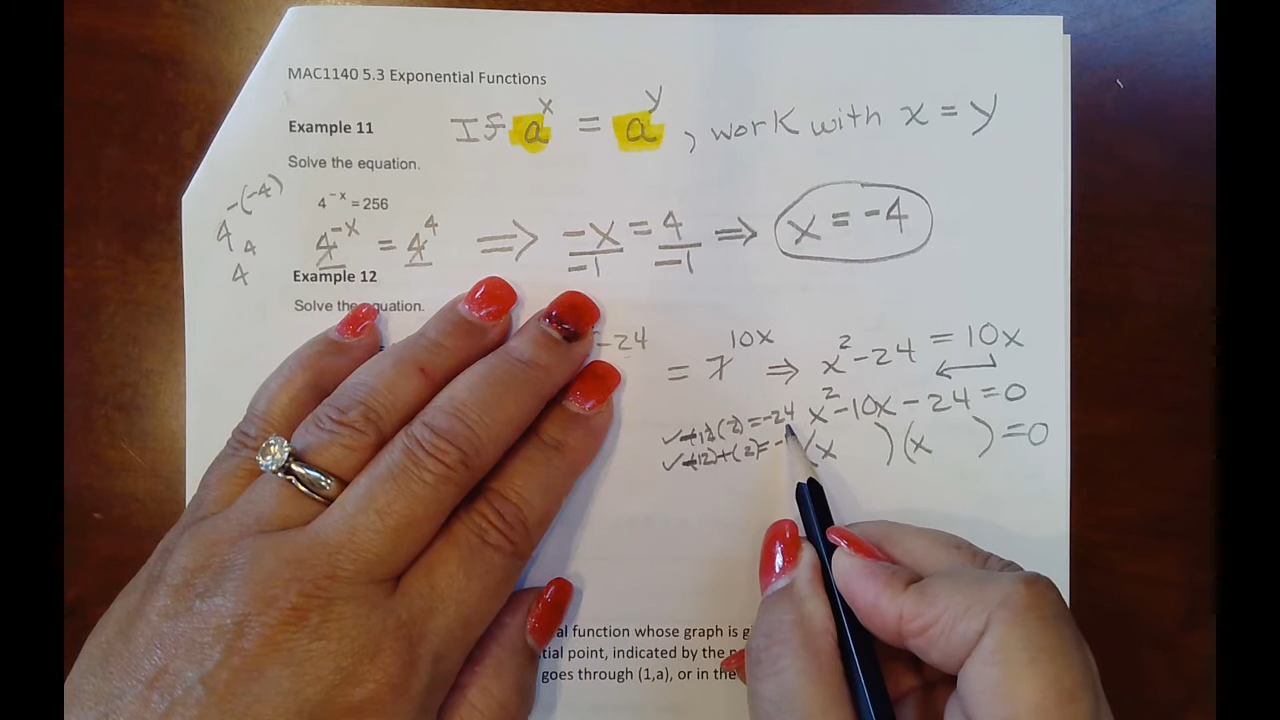 MAC1140 5.3 Exponential Functions
If a^x = a^y, work with x = y
Example 11
Solve the equation.
4^-x = 256
4^-(-4)
4^4
4^-x = 4^4 ⇒ -x/-1 = 4/-1 ⇒ x = -4
Example 12
Solve the equation.
-24 = 7^10x ⇒ x^2-24 = 10x
x^2-10x-24=0
✓(-12)(2)=-24
(x )(x )=0
✓(-12)+(2)=
al function whose graph is
tial point, indicated by the
goes through (1,a), or in the